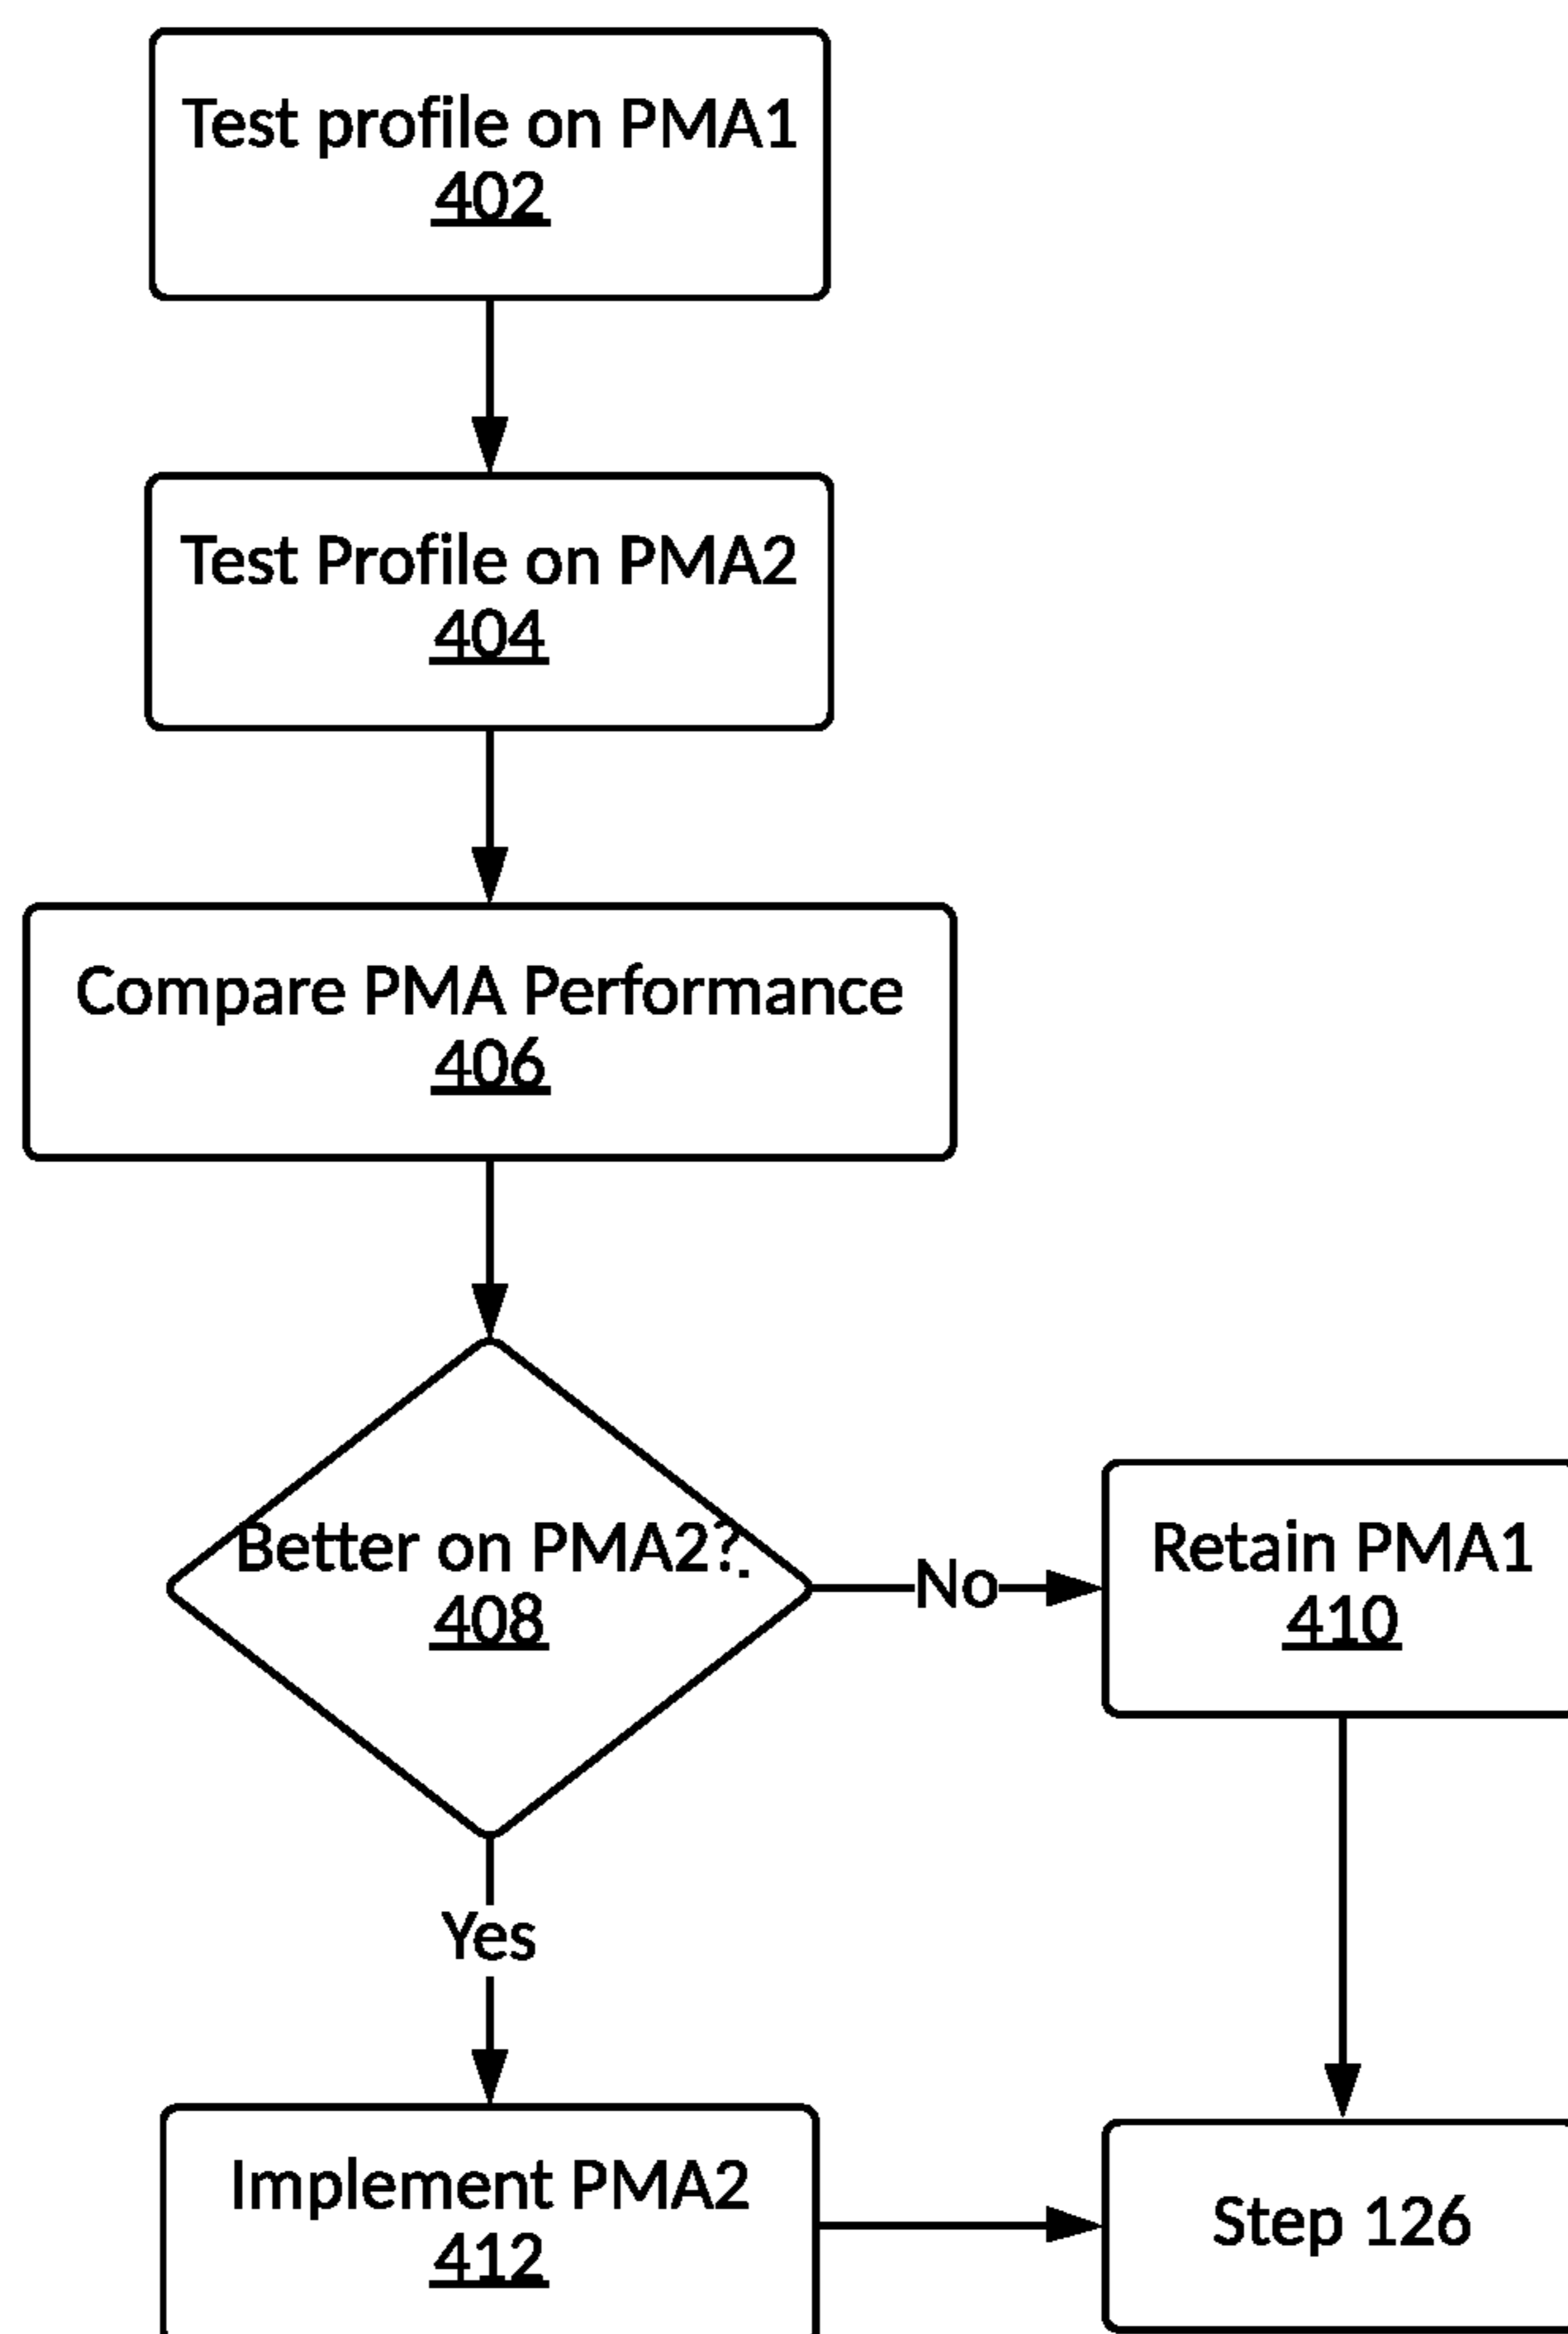 Test profile on PMA1
402
Test Profile on PMA2
404
Compare PMA Performance
406
Better on PMA2?.
408
No
Retain PMA1
410
Yes
Implement PMA2
412
Step 126